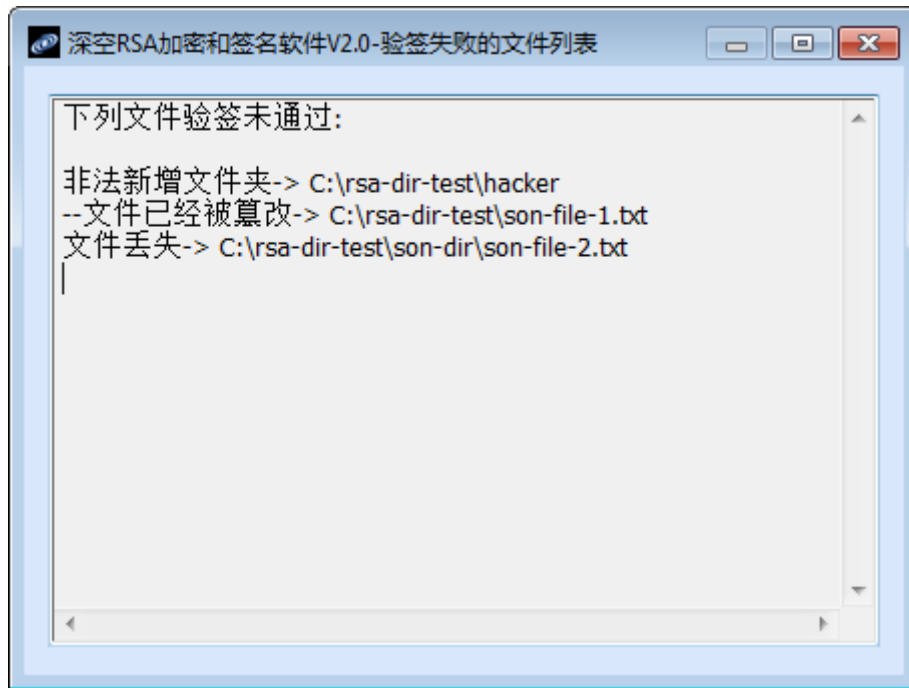 深空RSA加密和签名软件V2.0-验签失败的文件列表
下列文件验签未通过:
非法新增文件夹-> C:\rsa-dir-test\hacker
--文件已经被篡改-> C:\rsa-dir-test\son-file-1.txt
文件丢失-> C:\rsa-dir-test\son-dir\son-file-2.txt